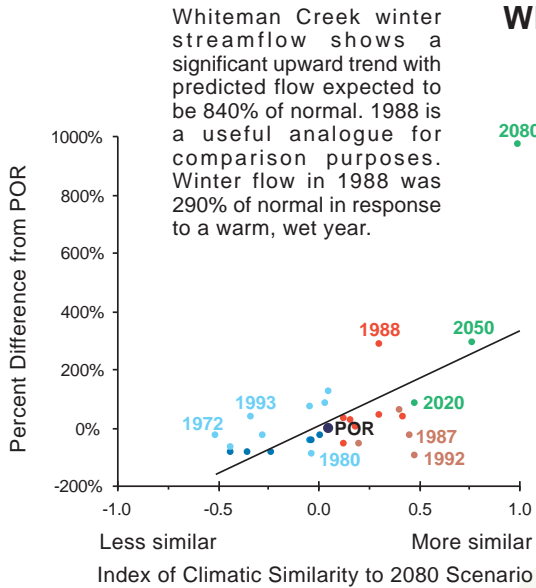 Whiteman Creek winter
streamflow shows a
significant upward trend with
predicted flow expected to
be 840% of normal. 1988 is
a useful analogue for
comparison purposes.
Winter flow in 1988 was
290% of normal in response
to a warm, wet year.
Percent Difference from POR
1000%
800%
600%
400%
200%
0%
-200%
2080
2050
1988
2020
1993
1972
POR
1987
1980
1992
-1.0
-0.5
0.0
0.5
1.0
Less similar
More similar
Index of Climatic Similarity to 2080 Scenario